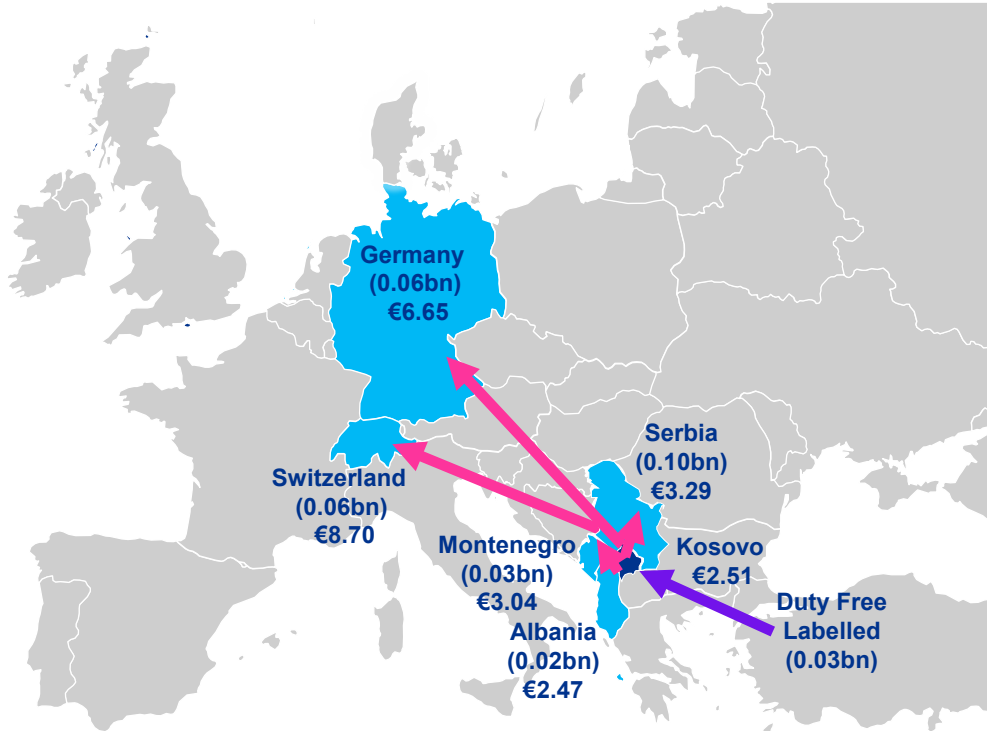 Germany
(0.06bn)
€6.65
Serbia
(0.10bn)
€3.29
Switzerland
(0.06bn)
€8.70
Montenegro
(0.03bn)
€3.04
Kosovo
€2.51
Duty Free
Labelled
(0.03bn)
Albania
(0.02bn)
€2.47